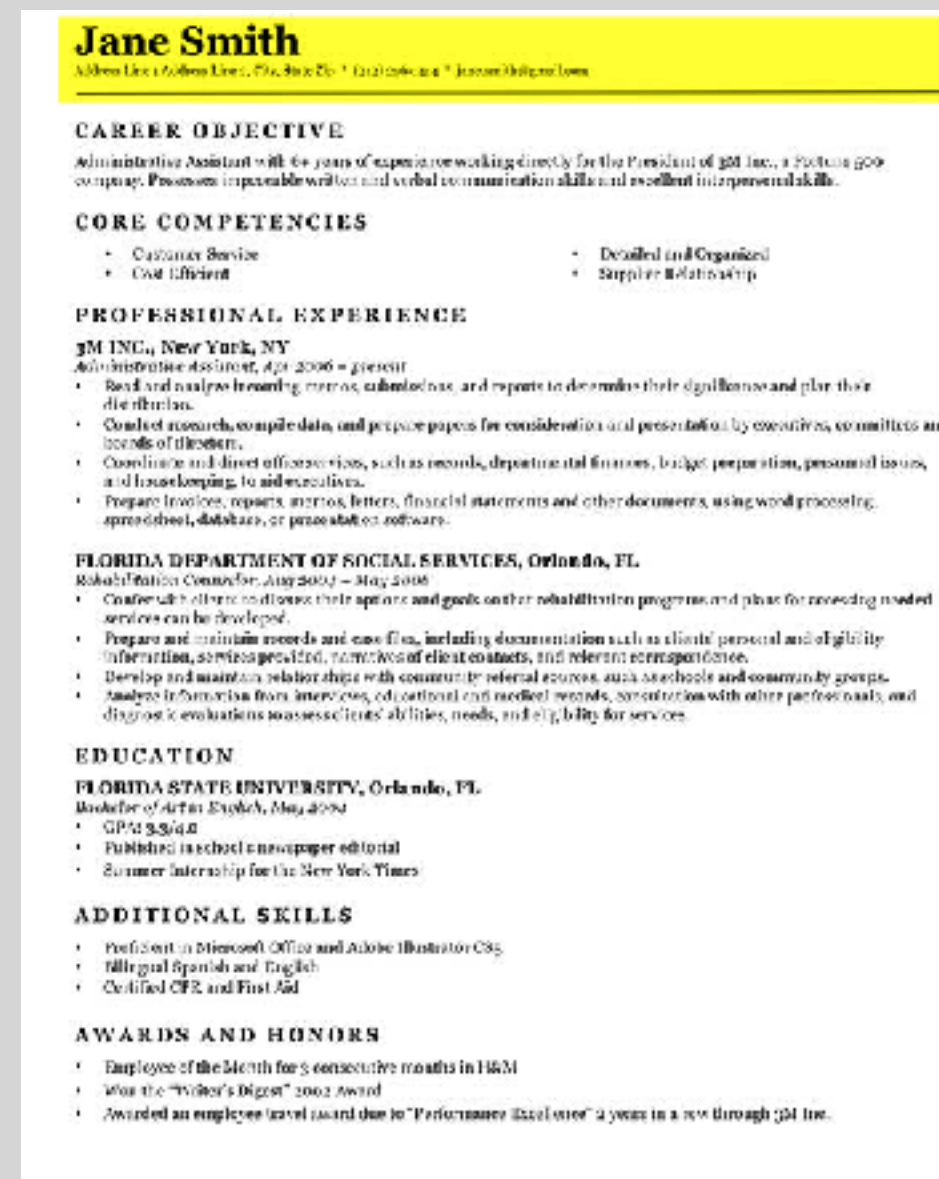 Jane Smith
Address Line 1 Address Line 2, City, State Zip *
CAREER OBJECTIVE
Administrative Assistant with 6+ years of experience working directly for the President of 3M Inc., a Fortune 500
company. Possesses impeccable written and verbal communication skills and excellent interpersonal skills.
CORE COMPETENCIES
• Customer Service
• Cost Efficient
• Detailed and Organized
• Supplier Relationship
PROFESSIONAL EXPERIENCE
3M INC., New York, NY
Administrative Assistant, Apr 2006 – present
• Read and analyze incoming memos, submissions, and reports to determine their significance and plan their
distribution.
• Conduct research, compile data, and prepare papers for consideration and presentation by executives, committees
boards of directors.
• Coordinate and direct office services, such as records, departmental finances, budget preparation, personnel issues,
and housekeeping, to aid executives.
• Prepare invoices, reports, memos, letters, financial statements and other documents, using word processing,
spreadsheet, database, or presentation software.
FLORIDA DEPARTMENT OF SOCIAL SERVICES, Orlando, FL
Rehabilitation Counselor, Aug – May 2006
• Confer with clients to discuss their options and goals so that rehabilitation programs and plans for accessing needed
services can be developed.
• Prepare and maintain records and case files, including documentation such as clients' personal and eligibility
information, services provided, narratives of client contacts, and relevant correspondence.
• Develop and maintain relationships with community referral sources, such as schools and community groups.
• Analyze information from interviews, educational and medical records, consultation with other professionals, and
diagnostic evaluations to assess clients' abilities, needs, and eligibility for services.
EDUCATION
FLORIDA STATE UNIVERSITY, Orlando, FL
Bachelor of Art in English, May 2004
• GPA: 3.3/4.0
• Published in school's newspaper editorial
• Summer Internship for the New York Times
ADDITIONAL SKILLS
• Proficient in Microsoft Office and Adobe Illustrator CS5
• Bilingual Spanish and English
• Certified CPR and First Aid
AWARDS AND HONORS
• Employee of the Month for 3 consecutive months in H&M
• Won the "Writer's Digest" 2002 Award
• Awarded an employee travel award due to "Performance Excellence" 2 years in a row through 3M Inc.